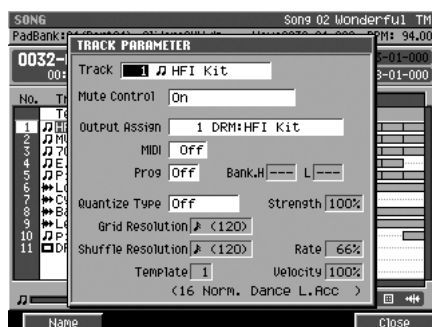 SONG Song 02 Wonderful TM
TRACK PARAMETER
BPM: 94.00
0032-
Track 1 HFI Kit
3-01-000
00:
Mute Control On
No.
Output Assign 1 DRM:HFI Kit
1
2
MIDI Off
3
4
Prog Off Bank.H --- L ---
5
6
Quantize Type Off Strength 100%
7
8
Grid Resolution (120)
9
10
Shuffle Resolution (120) Rate 66%
11
Template 1 Velocity 100%
(16 Norm. Dance L.Acc )
Name Close